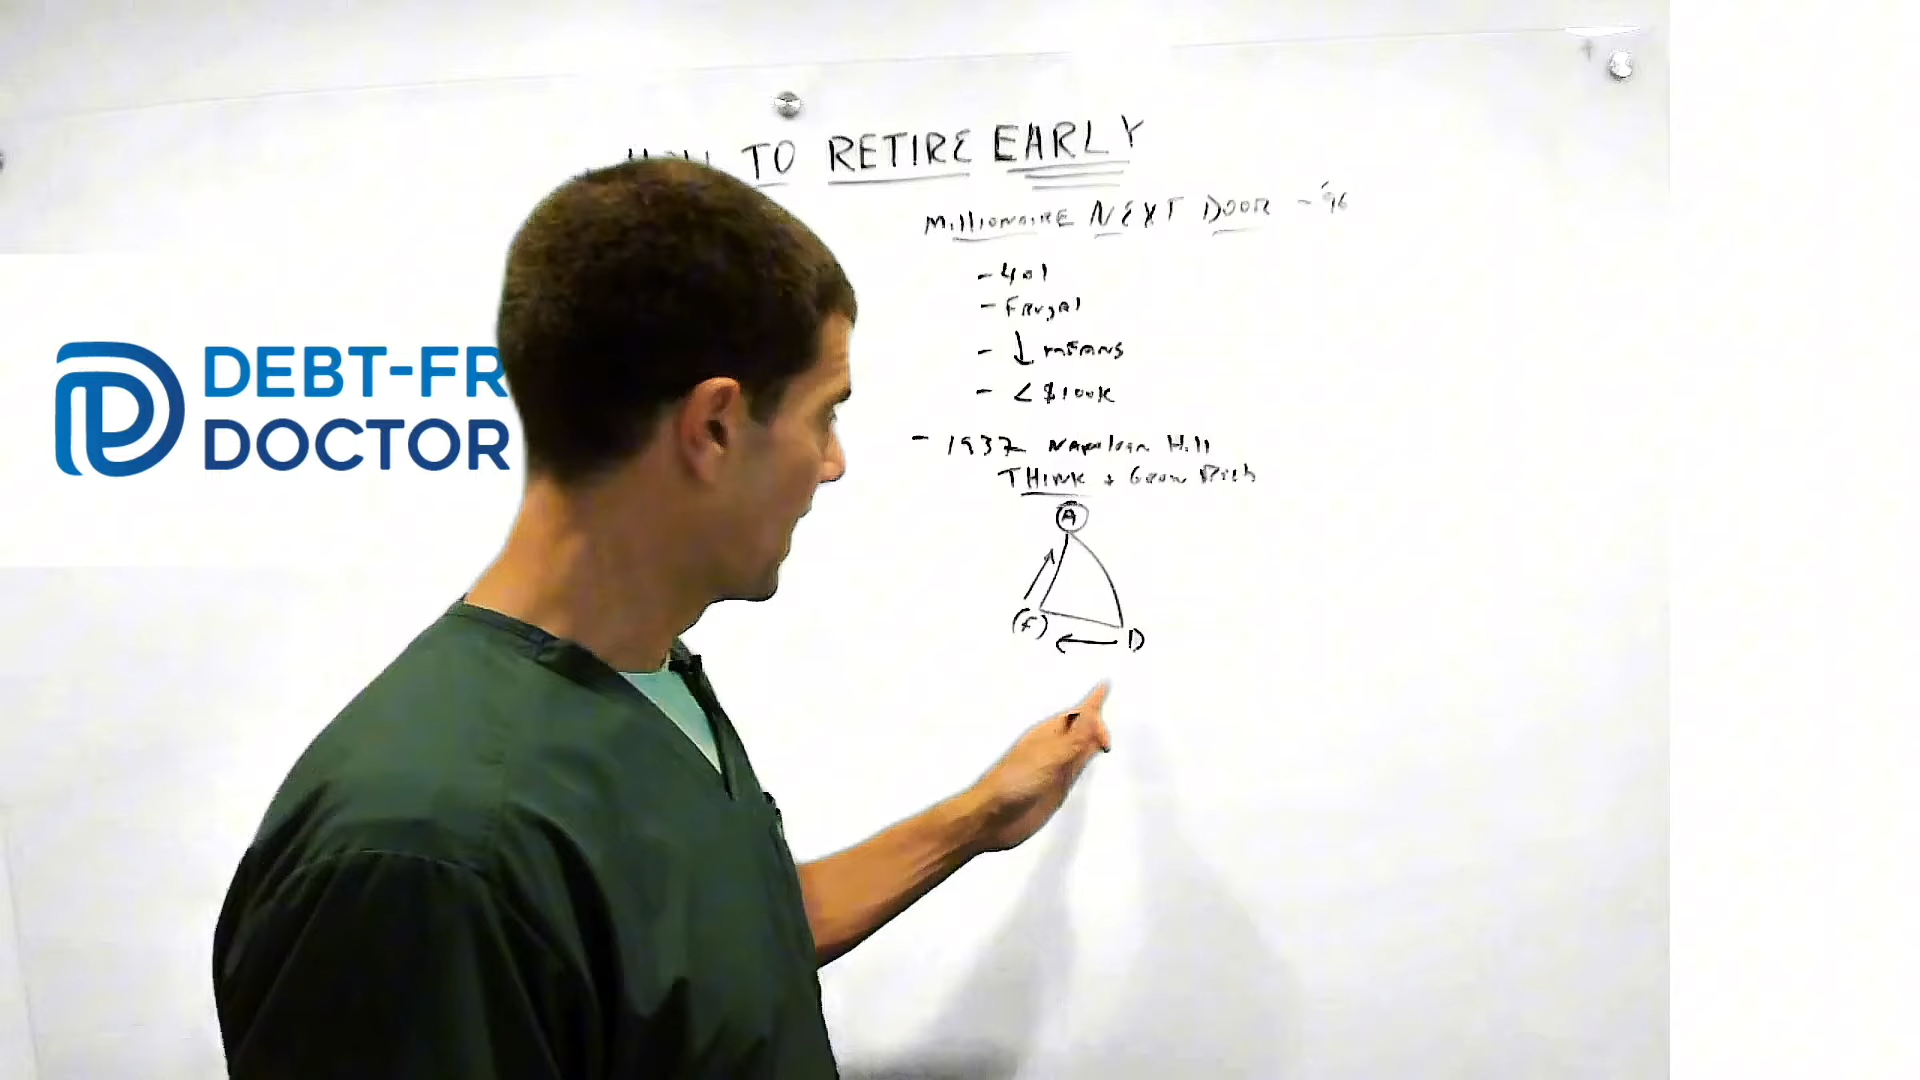 HOW TO RETIRE EARLY
Millionaire Next Door - '96
- 401
- Frugal
- ↓ means
- < $100K
- 1937 Napoleon Hill
Think + Grow Rich
A
(F)
D
DEBT-FR
DOCTOR